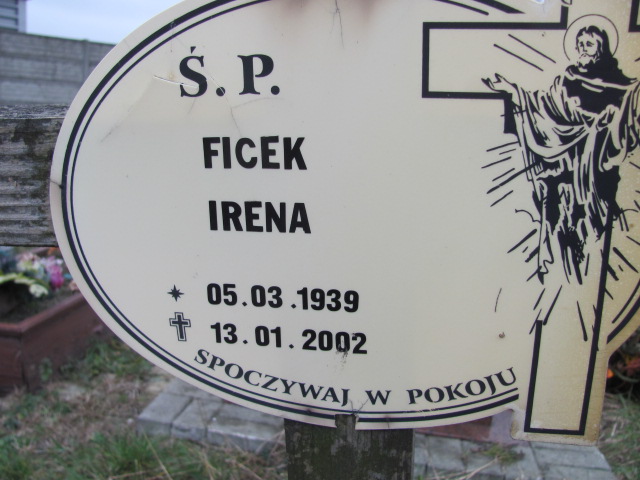 Ś.P.
FICEK
IRENA
05.03.1939
13.01.2002
SPOCZYWAJ W POKOJU